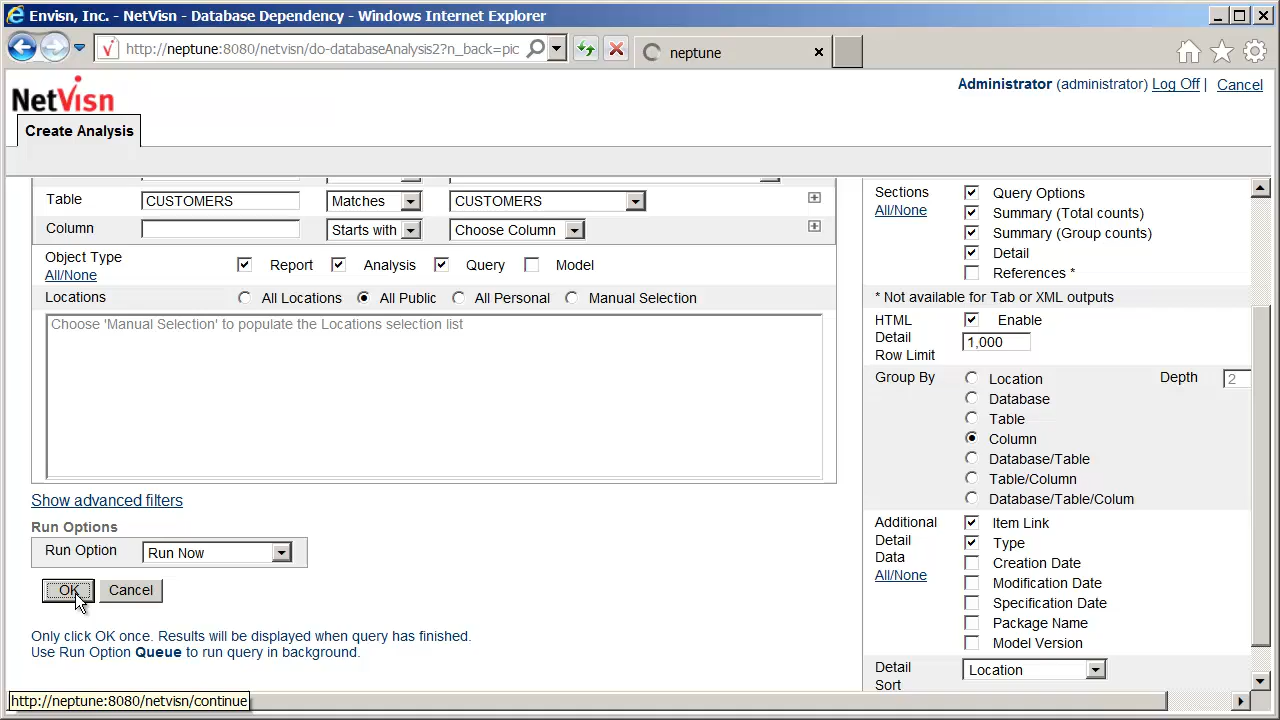 Envisn, Inc. - NetVisn - Database Dependency - Windows Internet Explorer
http://neptune:8080/netvisn/do-databaseAnalysis2?n_back=pic
neptune
NetVisn
Administrator (administrator) Log Off | Cancel
Create Analysis
Table CUSTOMERS Matches CUSTOMERS
Column Starts with Choose Column
Object Type
All/None
Report Analysis Query Model
Locations All Locations All Public All Personal Manual Selection
Choose 'Manual Selection' to populate the Locations selection list
Show advanced filters
Run Options
Run Option Run Now
OK Cancel
Only click OK once. Results will be displayed when query has finished.
Use Run Option Queue to run query in background.
http://neptune:8080/netvisn/continue
Sections
All/None
Query Options
Summary (Total counts)
Summary (Group counts)
Detail
References *
* Not available for Tab or XML outputs
HTML Enable
Detail
Row Limit
1,000
Group By Location Depth 2
Database
Table
Column
Database/Table
Table/Column
Database/Table/Colum
Additional
Detail
Data
All/None
Item Link
Type
Creation Date
Modification Date
Specification Date
Package Name
Model Version
Detail
Sort
Location